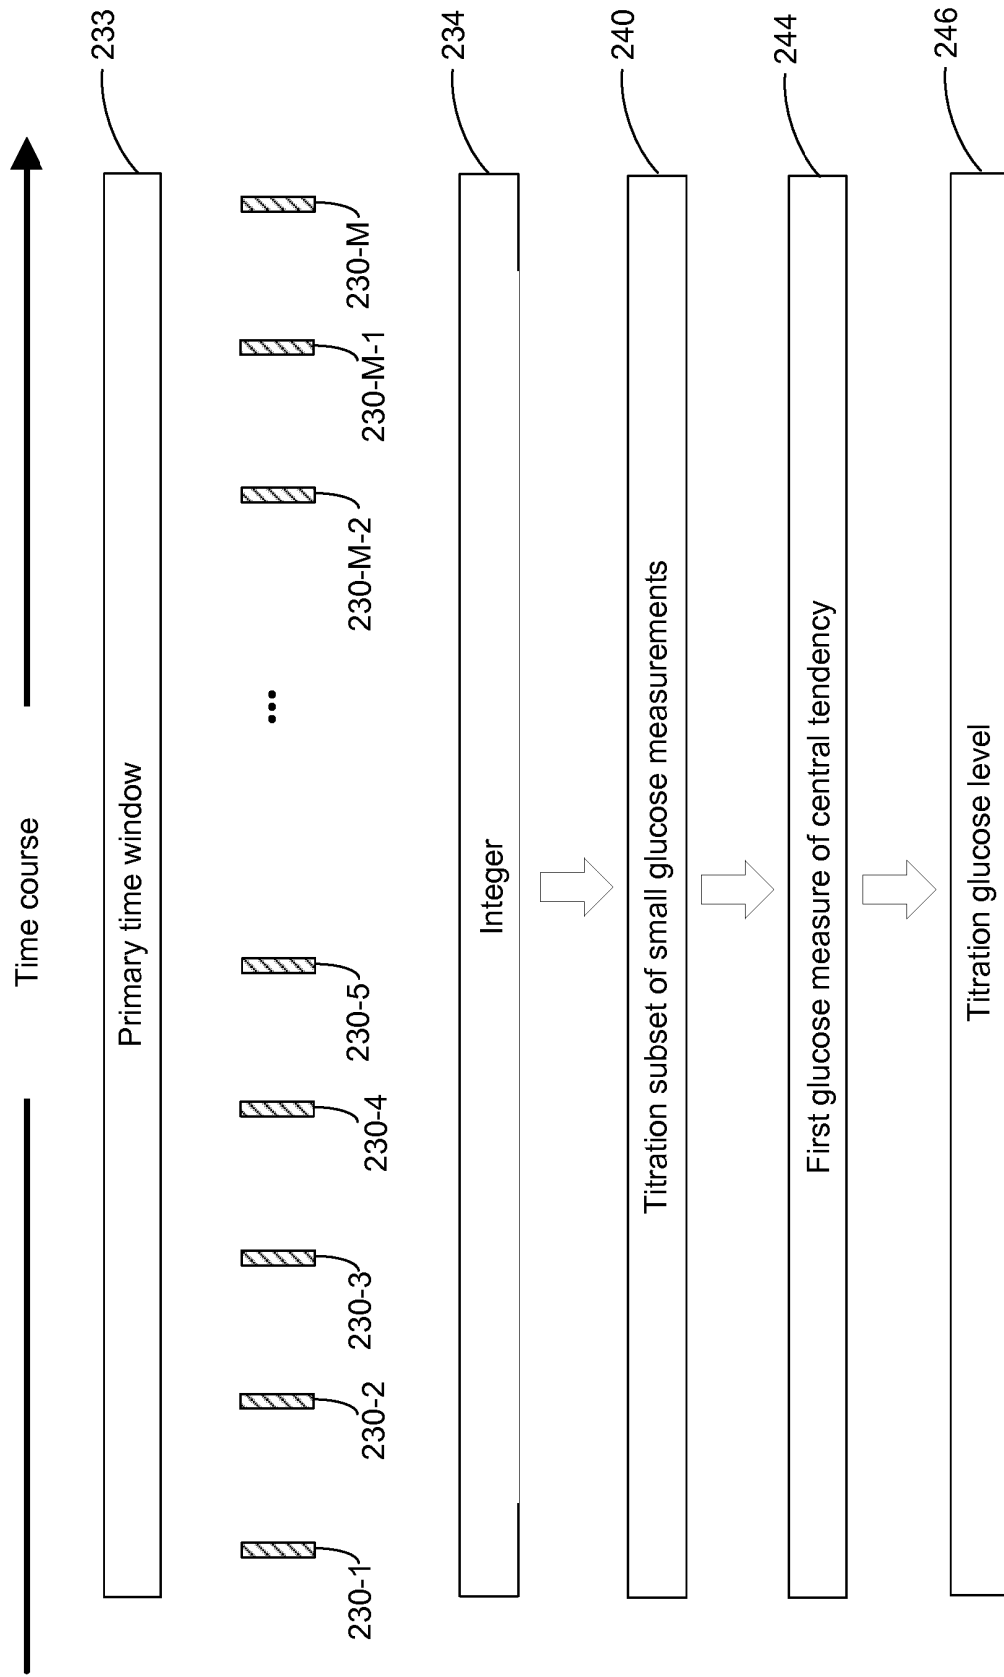 Time course
Primary time window
233
230-1
230-2
230-3
230-4
230-5
...
230-M-2
230-M-1
230-M
Integer
234
Titration subset of small glucose measurements
240
First glucose measure of central tendency
244
Titration glucose level
246